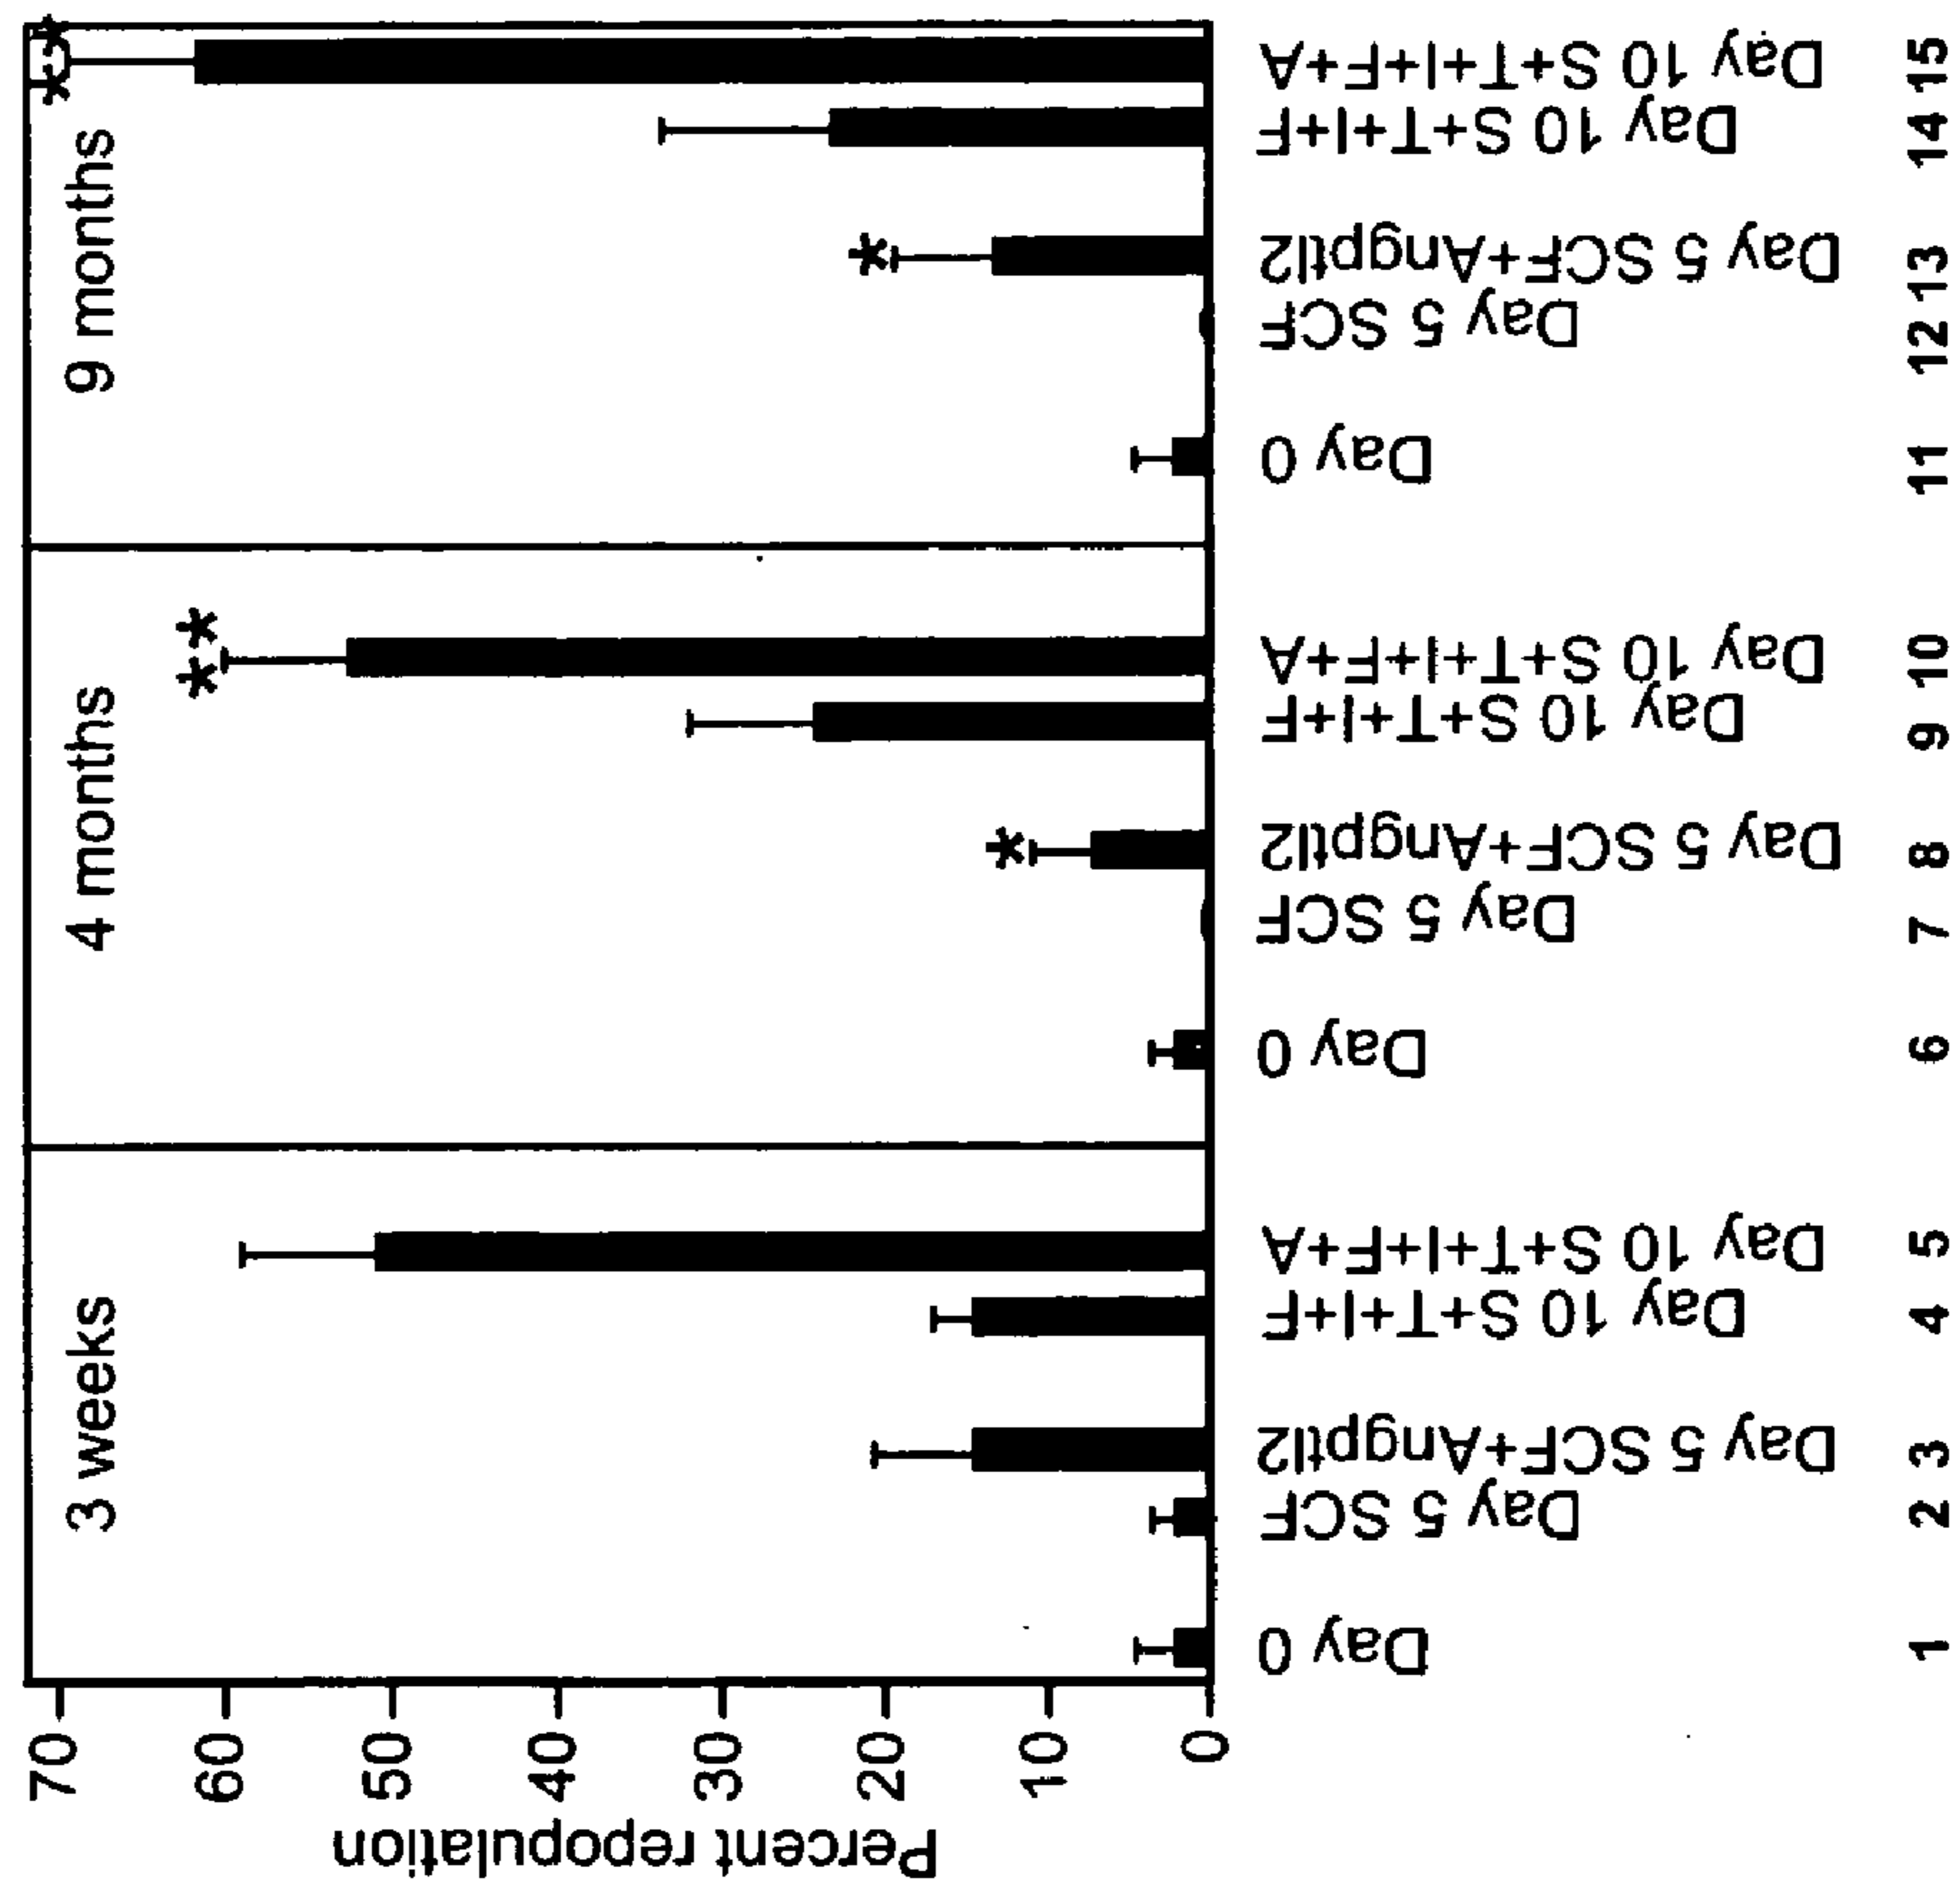 Percent repopulation
70
60
50
40
30
20
10
0
3 weeks
4 months
9 months
**
*
**
*
Day 0
Day 5 SCF
Day 5 SCF+Angptl2
Day 10 S+T+I+F
Day 10 S+T+I+F+A
Day 0
Day 5 SCF
Day 5 SCF+Angptl2
Day 10 S+T+I+F
Day 10 S+T+I+F+A
Day 0
Day 5 SCF
Day 5 SCF+Angptl2
Day 10 S+T+I+F
Day 10 S+T+I+F+A
1 2 3 4 5 6 7 8 9 10 11 12 13 14 15